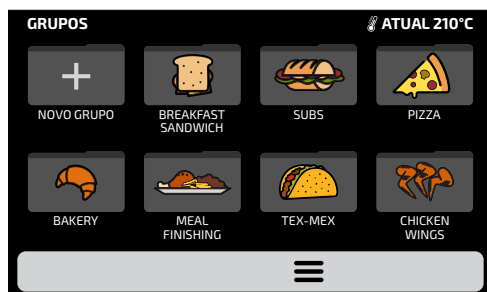 GRUPOS
ATUAL 210°C
NOVO GRUPO
BREAKFAST
SANDWICH
SUBS
PIZZA
BAKERY
MEAL
FINISHING
TEX-MEX
CHICKEN
WINGS